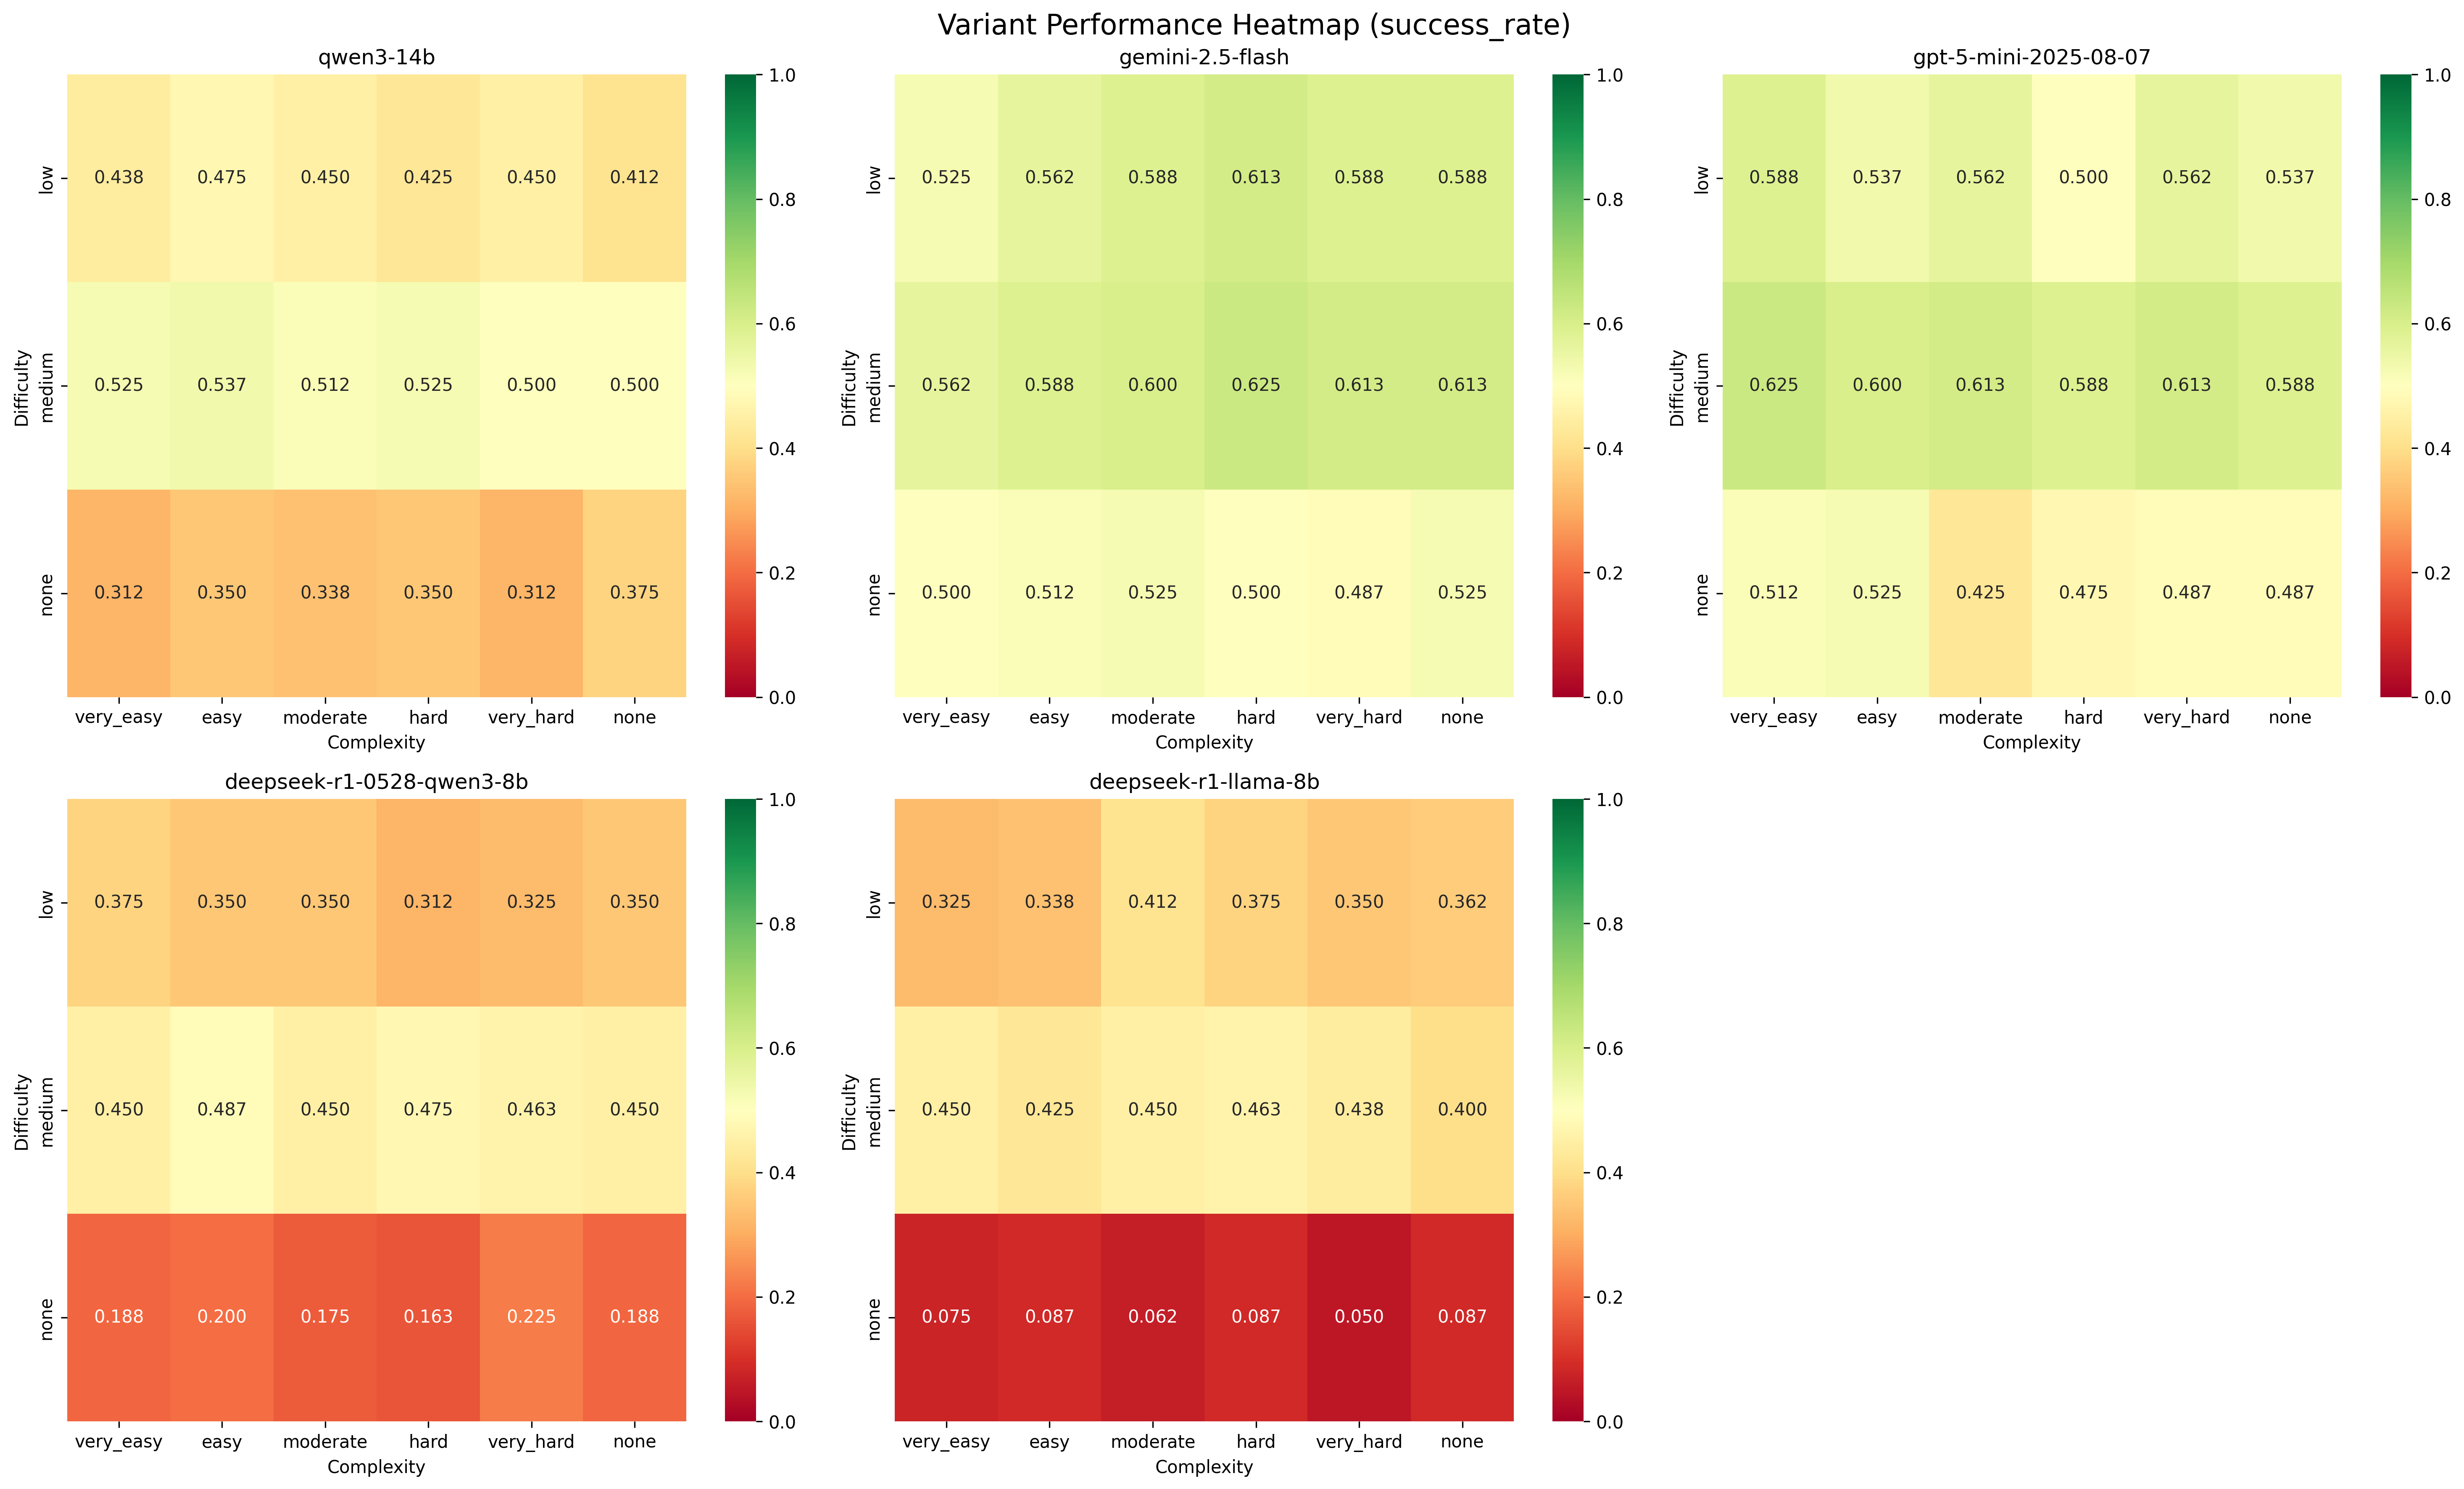 Variant Performance Heatmap (success_rate)
qwen3-14b
Difficulty
low
0.438 0.475 0.450 0.425 0.450 0.412
medium
0.525 0.537 0.512 0.525 0.500 0.500
none
0.312 0.350 0.338 0.350 0.312 0.375
very_easy easy moderate hard very_hard none
Complexity
1.0
0.8
0.6
0.4
0.2
0.0
gemini-2.5-flash
Difficulty
low
0.525 0.562 0.588 0.613 0.588 0.588
medium
0.562 0.588 0.600 0.625 0.613 0.613
none
0.500 0.512 0.525 0.500 0.487 0.525
very_easy easy moderate hard very_hard none
Complexity
1.0
0.8
0.6
0.4
0.2
0.0
gpt-5-mini-2025-08-07
Difficulty
low
0.588 0.537 0.562 0.500 0.562 0.537
medium
0.625 0.600 0.613 0.588 0.613 0.588
none
0.512 0.525 0.425 0.475 0.487 0.487
very_easy easy moderate hard very_hard none
Complexity
1.0
0.8
0.6
0.4
0.2
0.0
deepseek-r1-0528-qwen3-8b
Difficulty
low
0.375 0.350 0.350 0.312 0.325 0.350
medium
0.450 0.487 0.450 0.475 0.463 0.450
none
0.188 0.200 0.175 0.163 0.225 0.188
very_easy easy moderate hard very_hard none
Complexity
1.0
0.8
0.6
0.4
0.2
0.0
deepseek-r1-llama-8b
Difficulty
low
0.325 0.338 0.412 0.375 0.350 0.362
medium
0.450 0.425 0.450 0.463 0.438 0.400
none
0.075 0.087 0.062 0.087 0.050 0.087
very_easy easy moderate hard very_hard none
Complexity
1.0
0.8
0.6
0.4
0.2
0.0